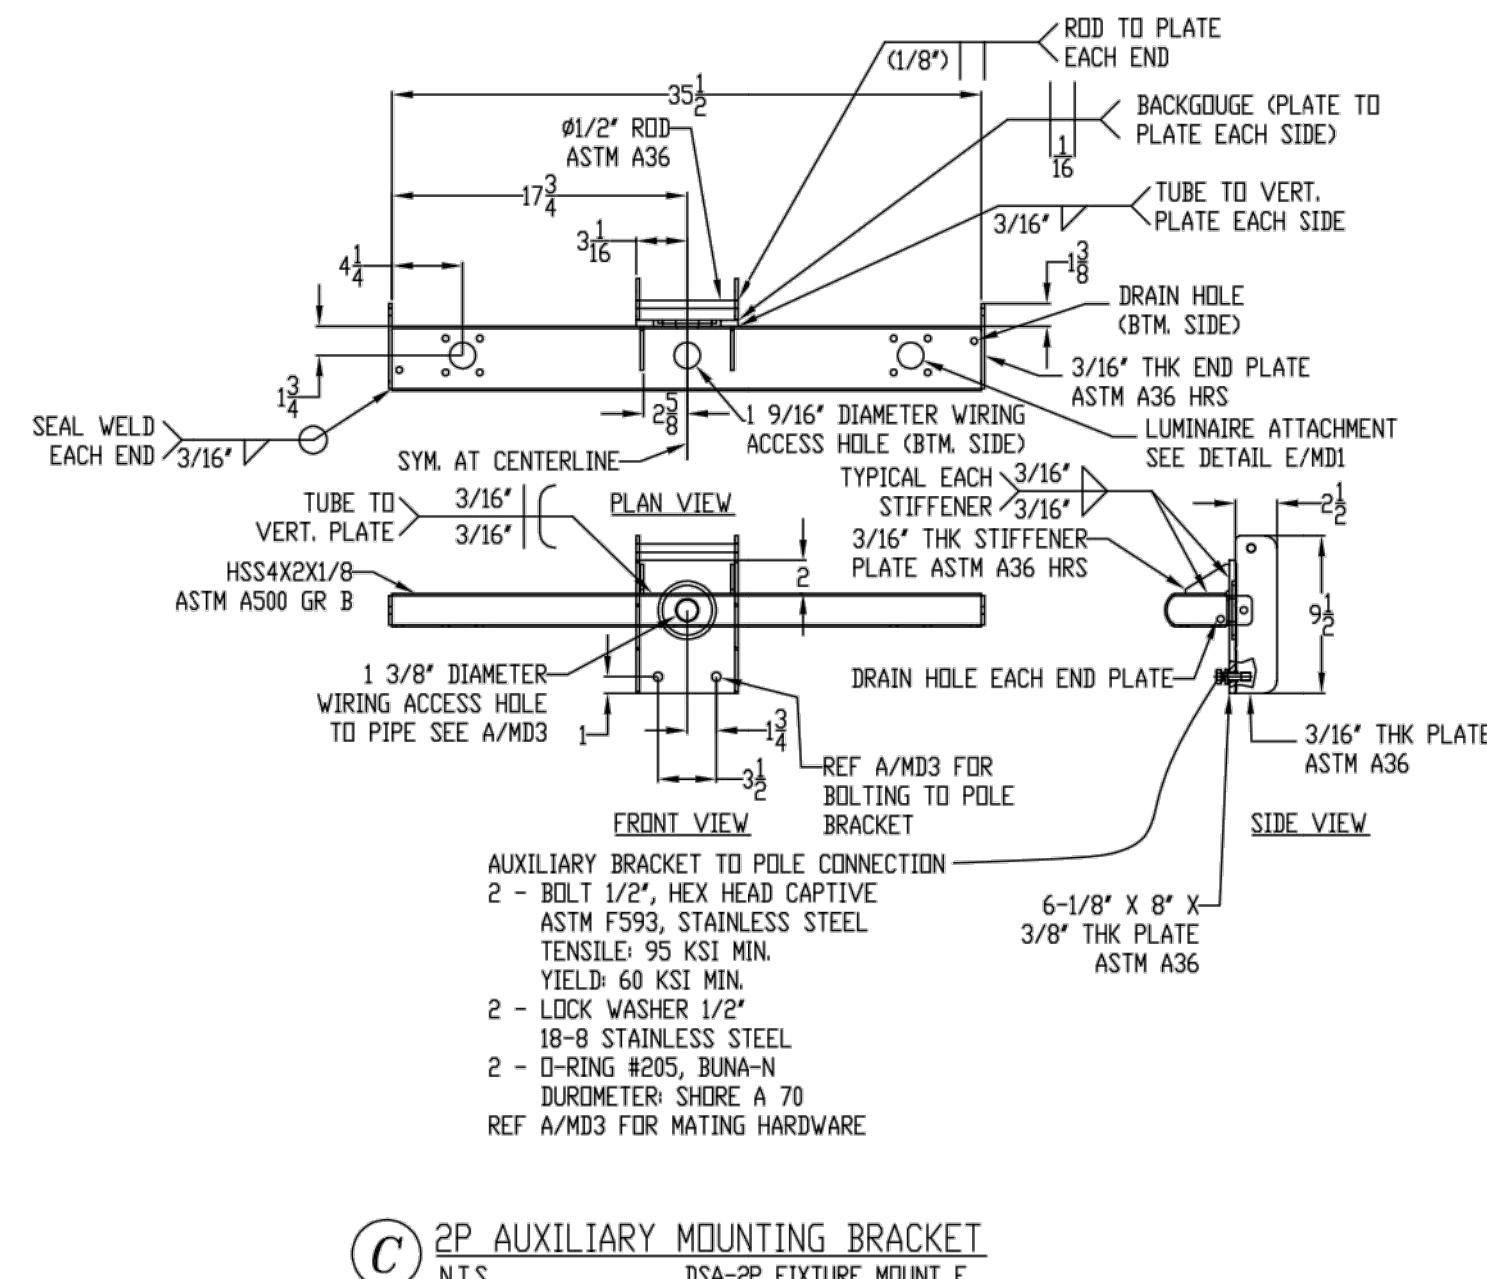 ROD TO PLATE
EACH END
(1/8")
35 1/2
BACKGOUGE (PLATE TO
PLATE EACH SIDE)
1/16
Ø1/2" ROD
ASTM A36
17 3/4
TUBE TO VERT.
PLATE EACH SIDE
3/16"
3 1/16
4 1/4
1 3/8
DRAIN HOLE
(BTM. SIDE)
3/16" THK END PLATE
ASTM A36 HRS
1 3/4
2 5/8
1 9/16" DIAMETER WIRING
ACCESS HOLE (BTM. SIDE)
LUMINAIRE ATTACHMENT
SEE DETAIL E/MD1
SEAL WELD
EACH END
3/16"
SYM. AT CENTERLINE
PLAN VIEW
TYPICAL EACH
STIFFENER
3/16"
3/16"
TUBE TO
VERT. PLATE
3/16"
3/16"
2 1/2
3/16" THK STIFFENER
PLATE ASTM A36 HRS
HSS4X2X1/8
ASTM A500 GR B
2
9 1/2
1 3/8" DIAMETER
WIRING ACCESS HOLE
TO PIPE SEE A/MD3
DRAIN HOLE EACH END PLATE
1
1 3/4
3 1/2
REF A/MD3 FOR
BOLTING TO POLE
BRACKET
3/16" THK PLATE
ASTM A36
FRONT VIEW
SIDE VIEW
AUXILIARY BRACKET TO POLE CONNECTION
2 - BOLT 1/2", HEX HEAD CAPTIVE
ASTM F593, STAINLESS STEEL
TENSILE: 95 KSI MIN.
YIELD: 60 KSI MIN.
2 - LOCK WASHER 1/2"
18-8 STAINLESS STEEL
2 - O-RING #205, BUNA-N
DUROMETER: SHORE A 70
REF A/MD3 FOR MATING HARDWARE
6-1/8" X 8" X
3/8" THK PLATE
ASTM A36
C
2P AUXILIARY MOUNTING BRACKET
N.T.S.
DSA-2P FIXTURE MOUNT F